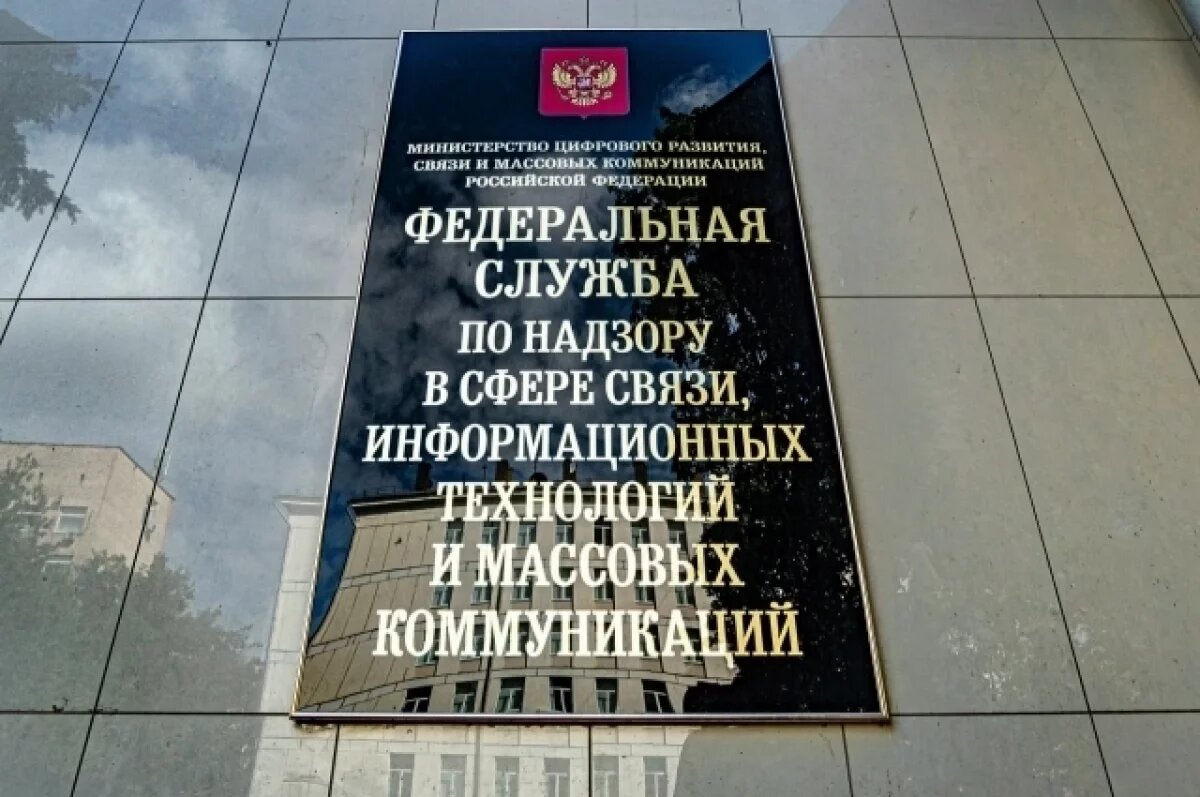 МИНИСТЕРСТВО ЦИФРОВОГО РАЗВИТИЯ,
СВЯЗИ И МАССОВЫХ КОММУНИКАЦИЙ
РОССИЙСКОЙ ФЕДЕРАЦИИ
ФЕДЕРАЛЬНАЯ
СЛУЖБА
ПО НАДЗОРУ
В СФЕРЕ СВЯЗИ,
ИНФОРМАЦИОННЫХ
ТЕХНОЛОГИЙ
И МАССОВЫХ
КОММУНИКАЦИЙ